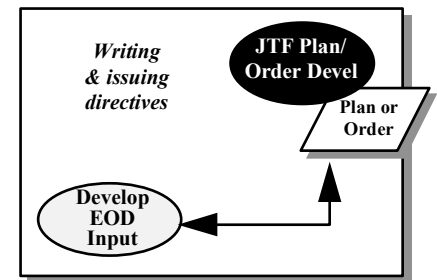 Writing
& issuing
directives
JTF Plan/
Order Devel
Plan or
Order
Develop
EOD
Input